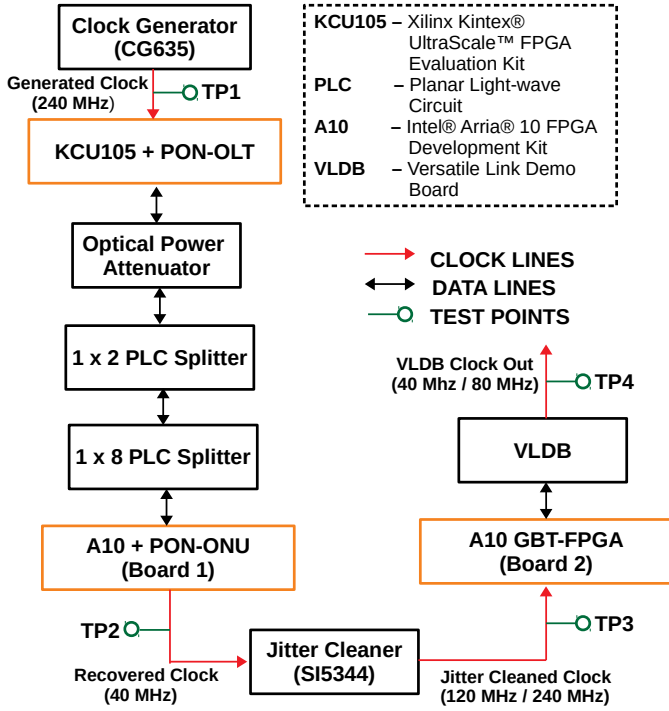 Clock Generator
(CG635)
Generated Clock
(240 MHz)
TP1
KCU105 + PON-OLT
Optical Power
Attenuator
1 x 2 PLC Splitter
1 x 8 PLC Splitter
A10 + PON-ONU
(Board 1)
TP2
Recovered Clock
(40 MHz)
Jitter Cleaner
(SI5344)
Jitter Cleaned Clock
(120 MHz / 240 MHz)
TP3
A10 GBT-FPGA
(Board 2)
VLDB
VLDB Clock Out
(40 Mhz / 80 MHz)
TP4
KCU105 – Xilinx Kintex®
UltraScale™ FPGA
Evaluation Kit
PLC – Planar Light-wave
Circuit
A10 – Intel® Arria® 10 FPGA
Development Kit
VLDB – Versatile Link Demo
Board
CLOCK LINES
DATA LINES
TEST POINTS